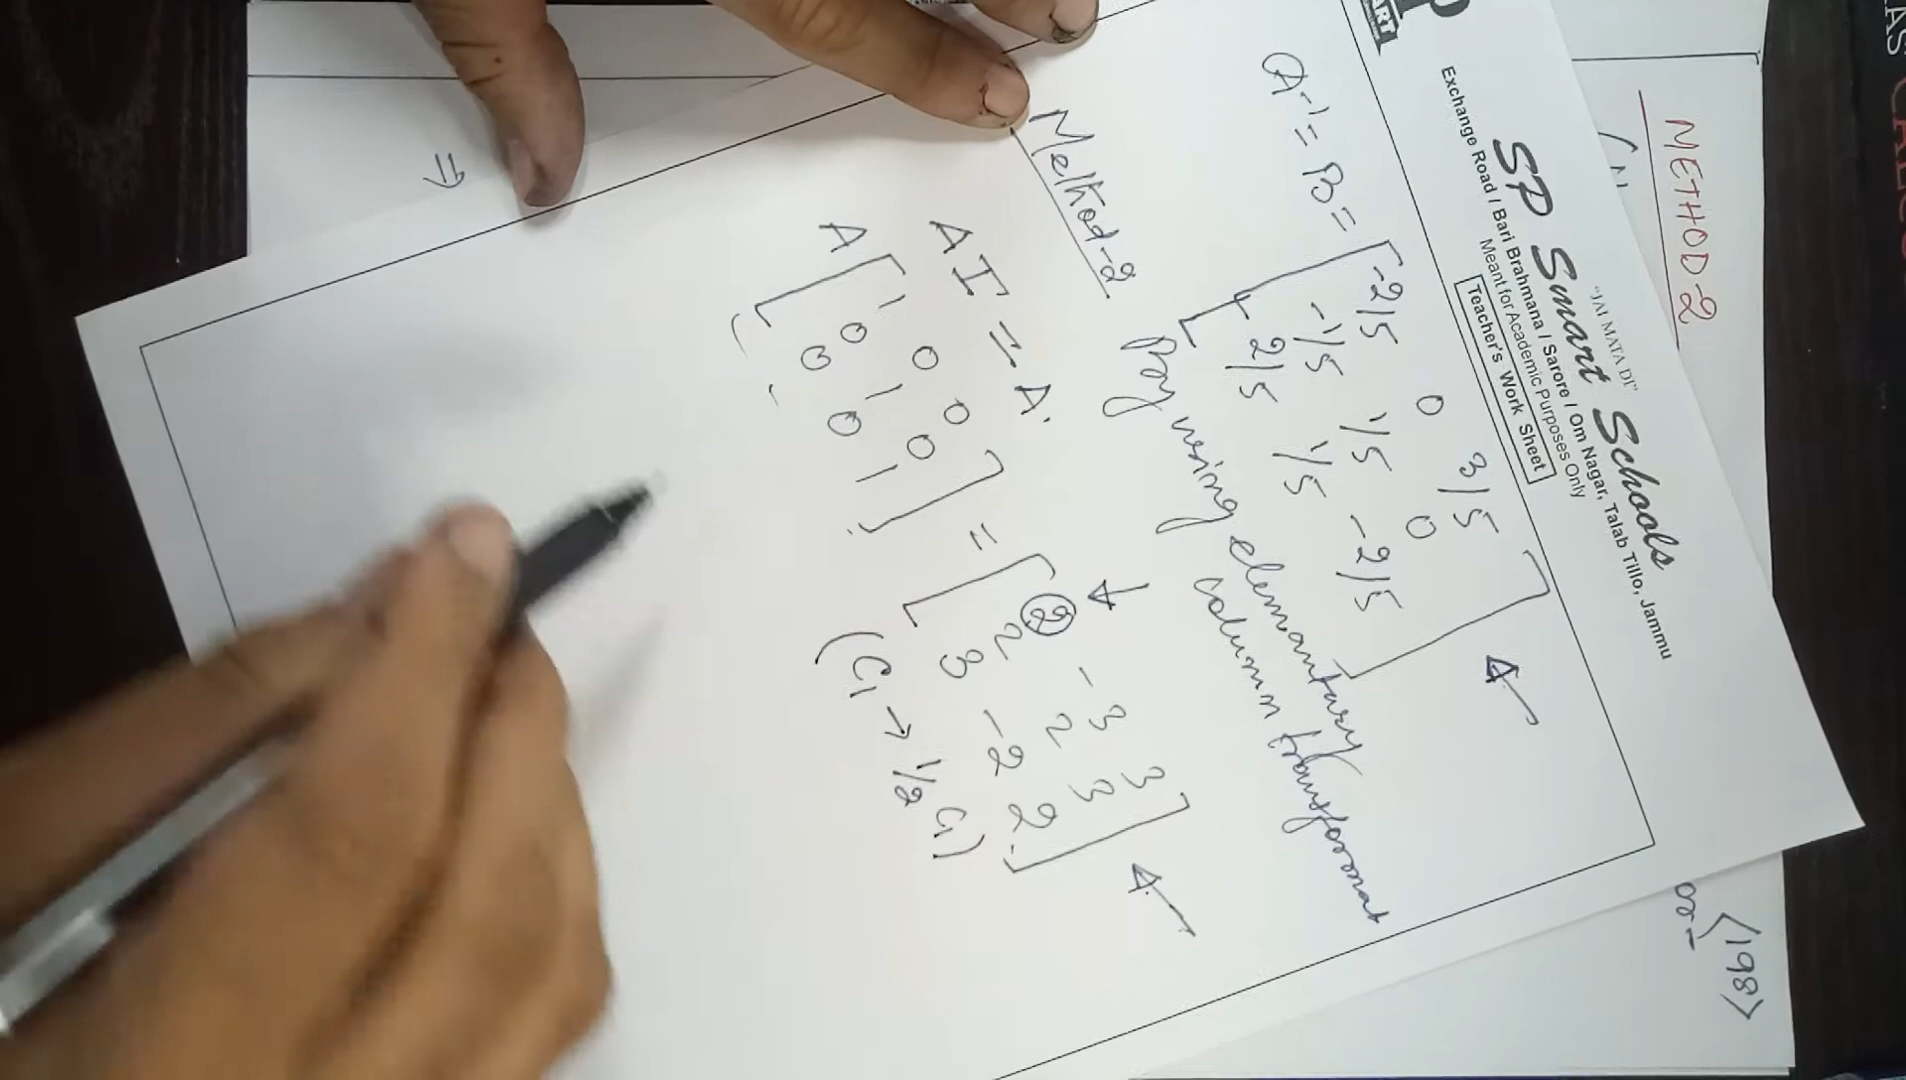 "JAI MATA DI"
SP Smart Schools
Exchange Road / Bari Brahmana / Sarore / Om Nagar, Talab Tillo, Jammu
Meant for Academic Purposes Only
Teacher's Work Sheet
A⁻¹ = B = [ -2/5 0 3/5
-1/5 1/5 0
2/5 1/5 -2/5 ]
Method-2 By using elemantary
column transformat
A I = A.
A [ 1 0 0
0 1 0
0 0 1 ] = [ 2 -3 3
2 2 3
3 -2 2 ]
(C₁ → 1/2 C₁)
⇒
METHOD-2
<198>